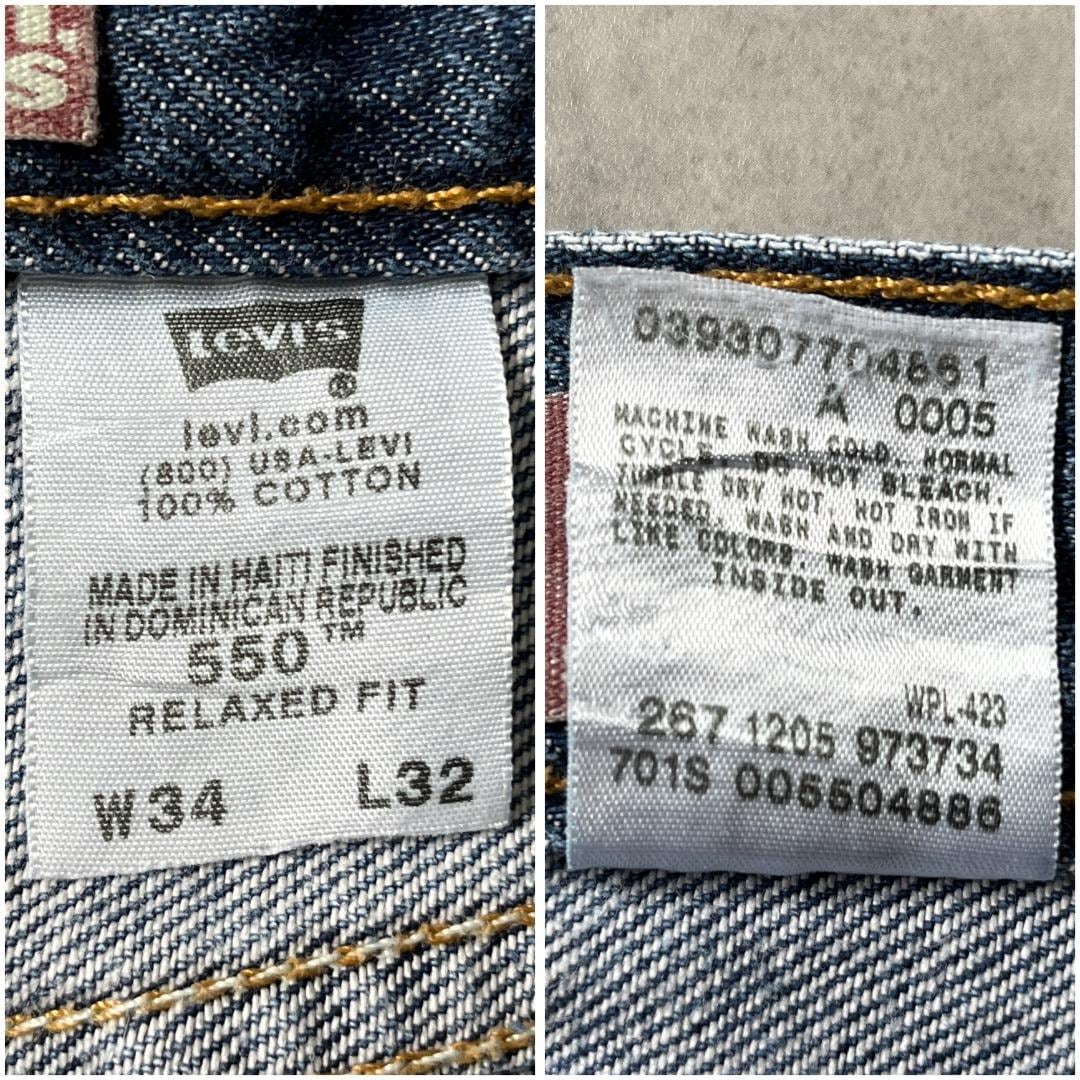 S
Levi's
®
levi.com
(800) USA-LEVI
100% COTTON
MADE IN HAITI FINISHED
IN DOMINICAN REPUBLIC
550™
RELAXED FIT
W34 L32
039307704861
A 0005
MACHINE WASH COLD, NORMAL
CYCLE. DO NOT BLEACH.
TUMBLE DRY HOT, HOT IRON IF
NEEDED, WASH AND DRY WITH
LIKE COLORS. WASH GARMENT
INSIDE OUT.
WPL-423
267 1205 973734
701S 005504886